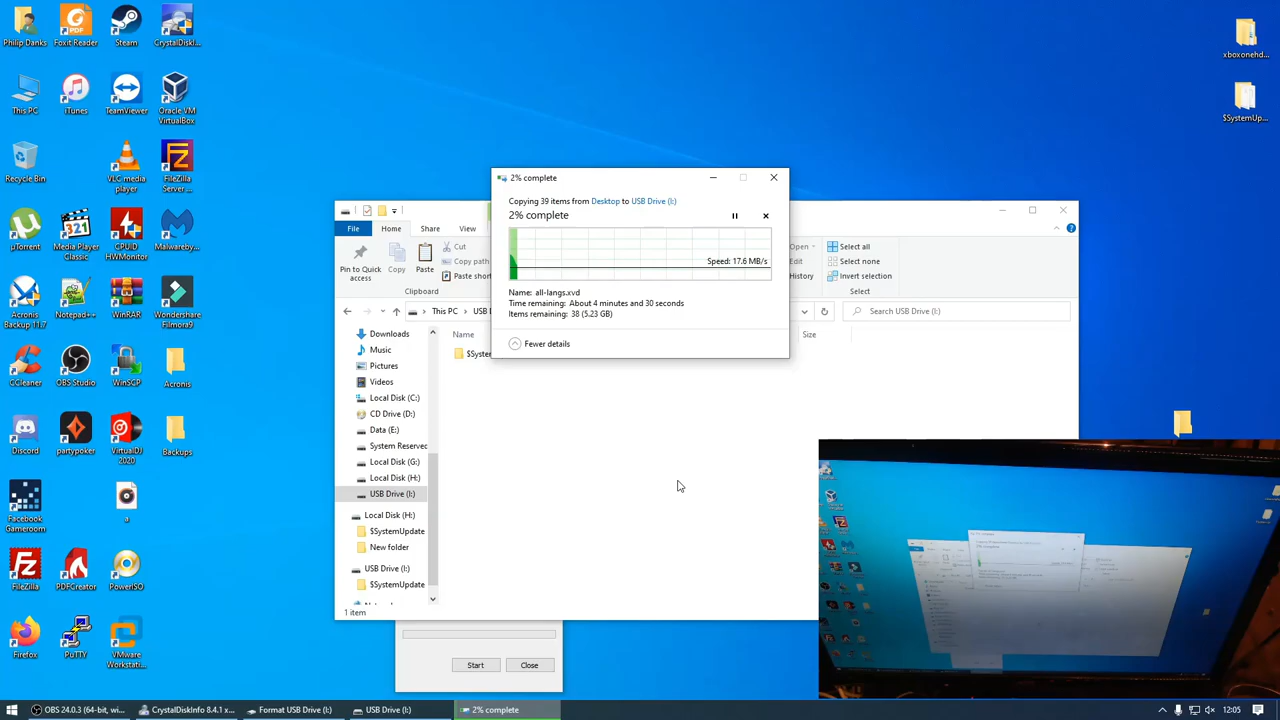 Philip Danks
Foxit Reader
Steam
CrystalDiskI...
This PC
iTunes
TeamViewer
Oracle VM
VirtualBox
Recycle Bin
VLC media
player
FileZilla
Server ...
µTorrent
Media Player
Classic
CPUID
HWMonitor
Malwareby...
Acronis
Backup 11.7
Notepad++
WinRAR
Wondershare
Filmora9
CCleaner
OBS Studio
WinSCP
Acronis
Discord
partypoker
VirtualDJ
2020
Backups
Facebook
Gameroom
a
FileZilla
PDFCreator
PowerISO
Firefox
PuTTY
VMware
Workstati...
xboxonehd...
$SystemUp...
2% complete
Copying 39 items from Desktop to USB Drive (I:)
2% complete
Speed: 17.6 MB/s
Name: all-langs.xvd
Time remaining: About 4 minutes and 30 seconds
Items remaining: 38 (5.23 GB)
Fewer details
File
Home
Share
View
Pin to Quick
access
Copy
Paste
Cut
Copy path
Paste shor
Clipboard
Open
Edit
History
Select all
Select none
Invert selection
Select
This PC
USB D
Search USB Drive (I:)
Name
Size
$Syste
Downloads
Music
Pictures
Videos
Local Disk (C:)
CD Drive (D:)
Data (E:)
System Reserved
Local Disk (G:)
Local Disk (H:)
USB Drive (I:)
Local Disk (H:)
$SystemUpdate
New folder
USB Drive (I:)
$SystemUpdate
1 item
Start
Close
OBS 24.0.3 (64-bit, wi...
CrystalDiskInfo 8.4.1 x...
Format USB Drive (I:)
USB Drive (I:)
2% complete
12:05